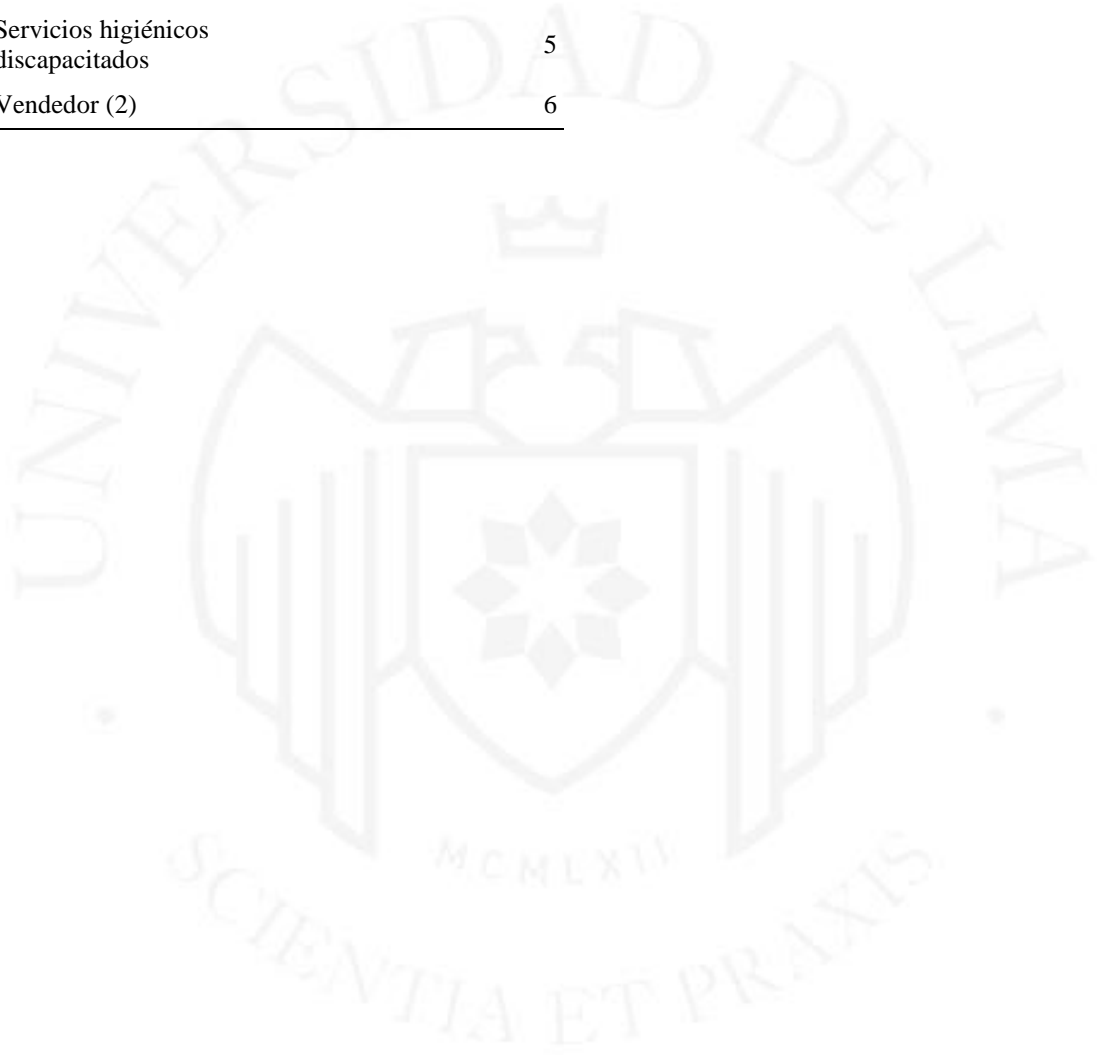 Servicios higiénicos
discapacitados 5
Vendedor (2) 6
UNIVERSIDAD DE LIMA
MCMLXII
SCIENTIA ET PRAXIS